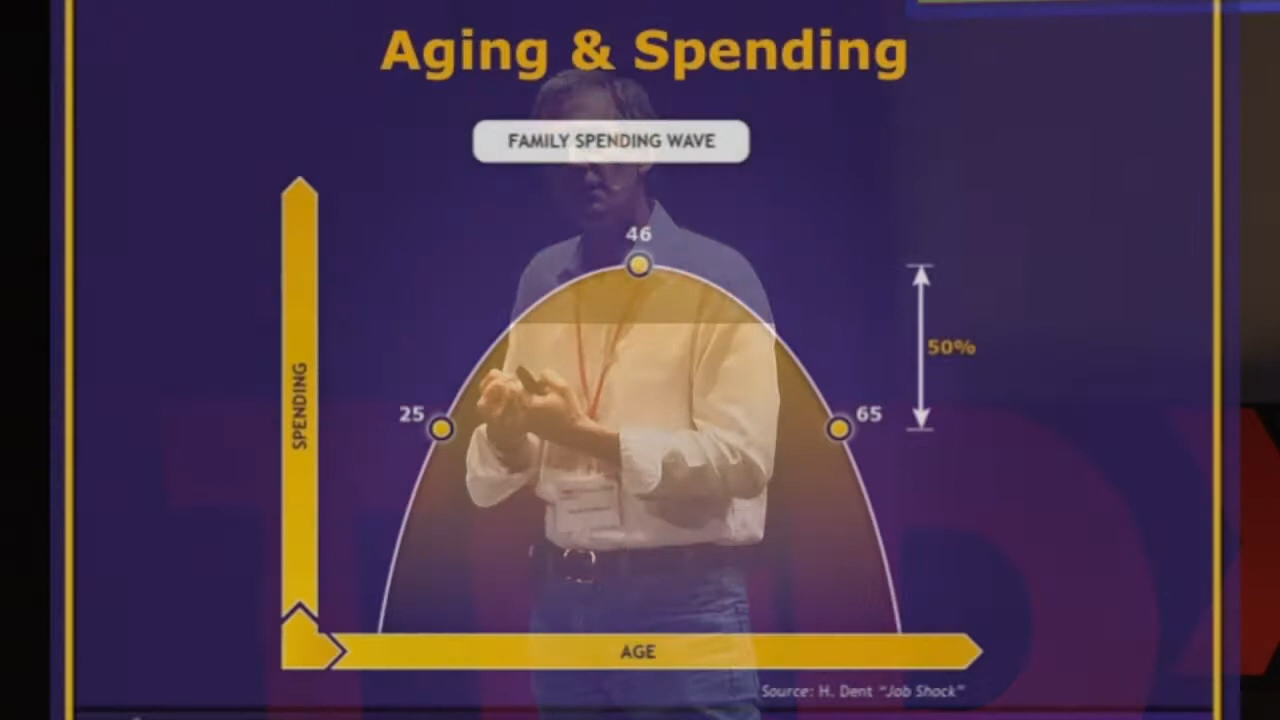 Aging & Spending
FAMILY SPENDING WAVE
46
50%
25
65
SPENDING
AGE
Source: H. Dent "Job Shock"